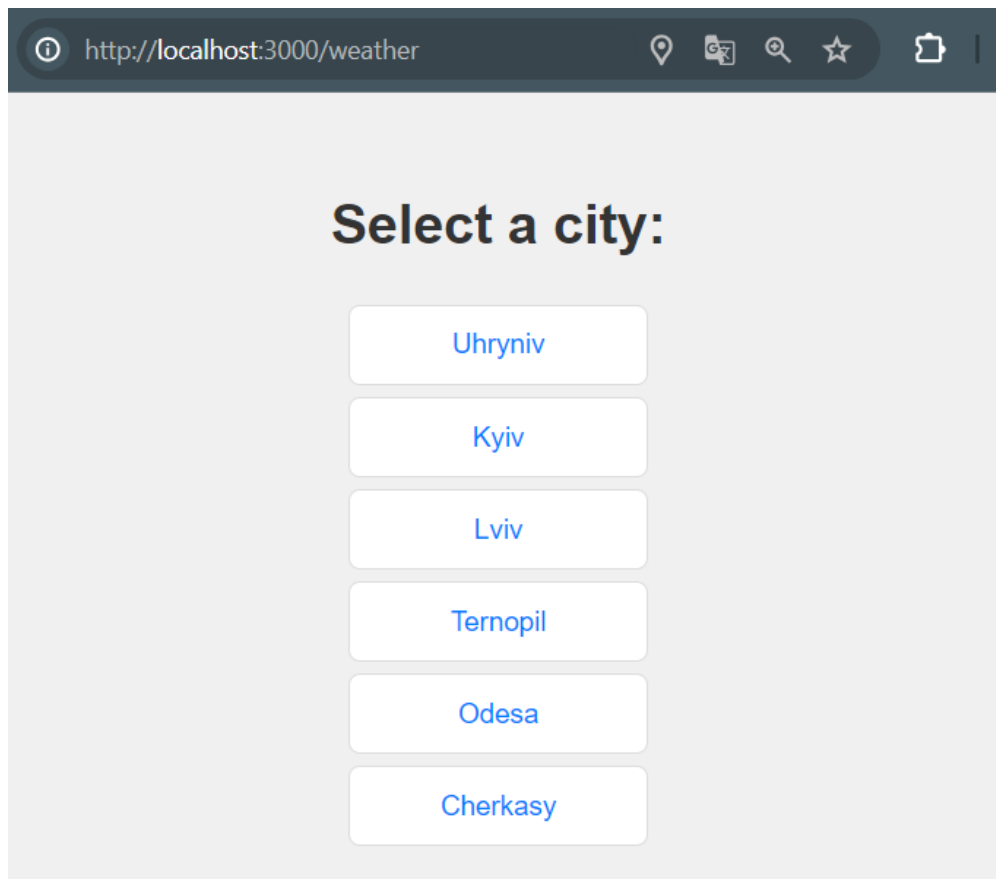 http://localhost:3000/weather
Select a city:
Uhryniv
Kyiv
Lviv
Ternopil
Odesa
Cherkasy